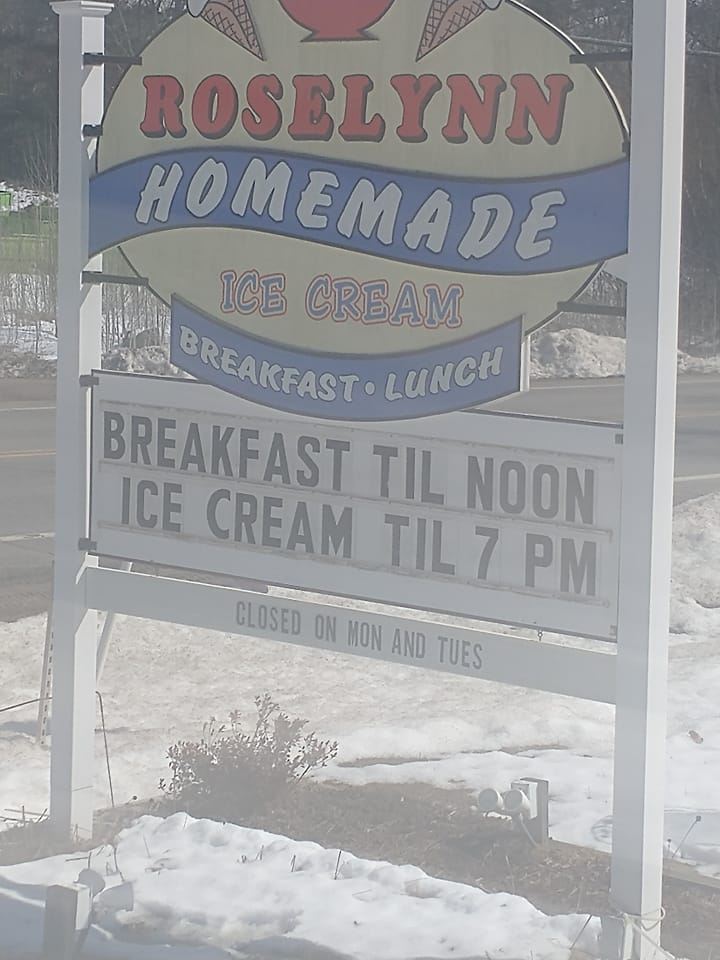 ROSELYNN
HOMEMADE
ICE CREAM
BREAKFAST • LUNCH
BREAKFAST TIL NOON
ICE CREAM TIL 7 PM
CLOSED ON MON AND TUES